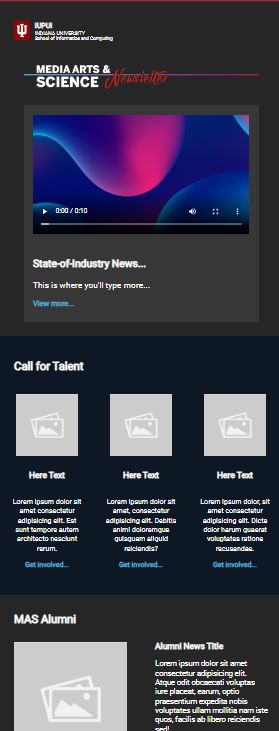 IUPUI
INDIANA UNIVERSITY
School of Informatics and Computing
MEDIA ARTS &
SCIENCE Newsletter
0:00 / 0:10
State-of-Industry News...
This is where you'll type more...
View more...
Call for Talent
Here Text
Lorem ipsum dolor sit
amet consectetur
adipisicing elit. Est
sunt tempore autem
architecto nesciunt
rerum.
Get involved...
Here Text
Lorem ipsum dolor sit
amet, consectetur
adipisicing elit. Debitis
animi doloremque
quisquam eliquid
reiciendis?
Get involved...
Here Text
Lorem ipsum dolor sit
amet consectetur
adipisicing elit. Dicta
dolor harum quaerat
voluptates ratione
recusandae.
Get involved...
MAS Alumni
Alumni News Title
Lorem ipsum dolor sit amet
consectetur adipisicing elit.
Atque odit obcaecati voluptas
iure placeat, earum, optio
praesentium expedita nobis
voluptates ullam mollitia nam iste
quos, facilis ab libero reiciendis
sed!